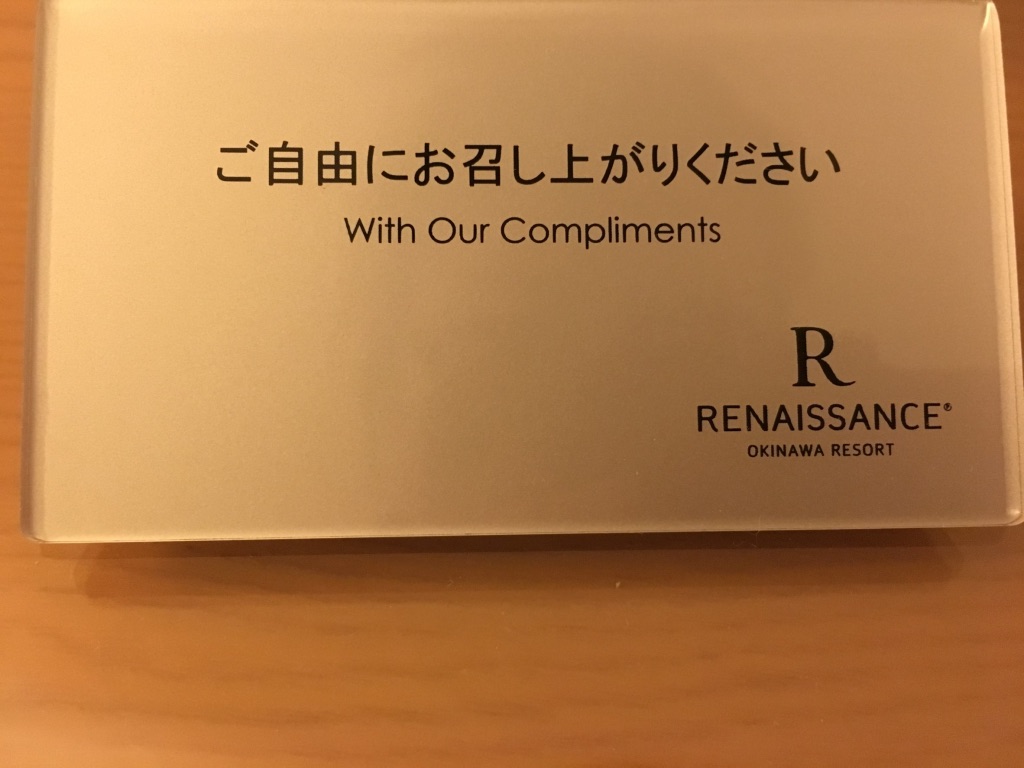 ご自由にお召し上がりください
With Our Compliments
R
RENAISSANCE®
OKINAWA RESORT